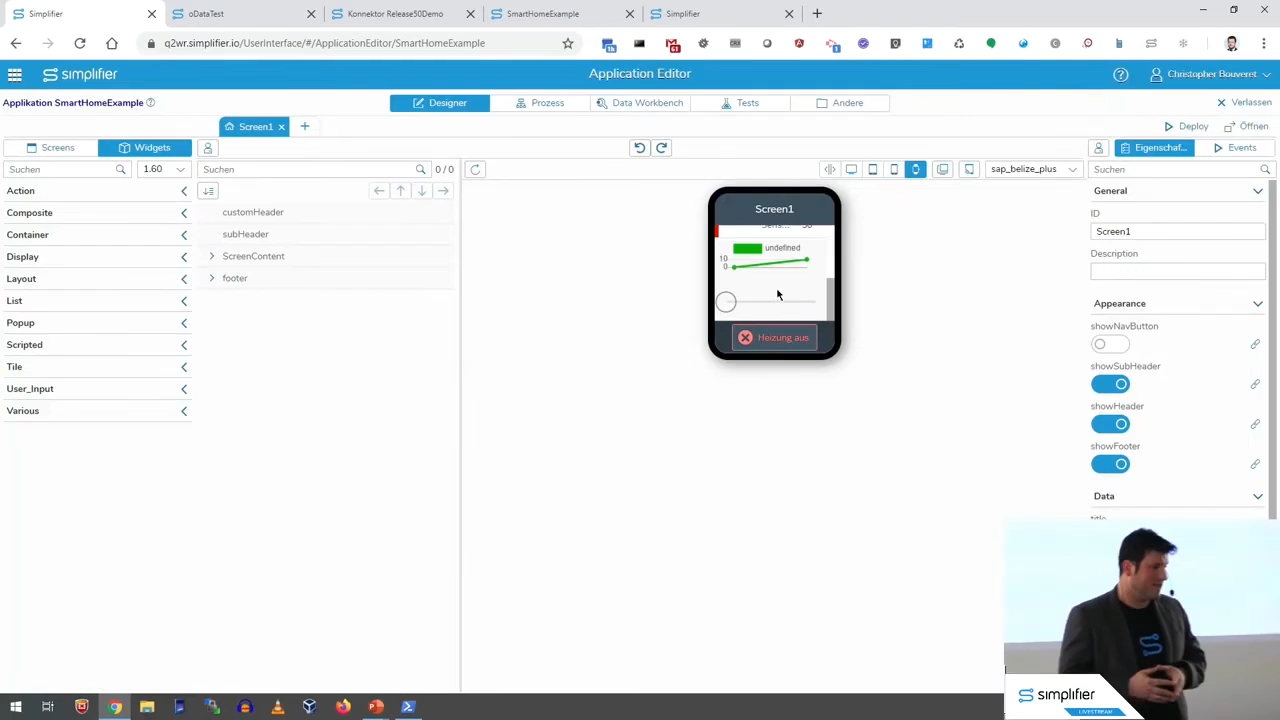 Simplifier
oDataTest
Konnektor Release50Demo
SmartHomeExample
Simplifier
q2wr.simplifier.io/UserInterface/#/ApplicationEditor/SmartHomeExample
simplifier
Application Editor
Christopher Bouveret
Applikation SmartHomeExample
Designer
Prozess
Data Workbench
Tests
Andere
Verlassen
Screen1
Deploy
Öffnen
Screens
Widgets
Eigenschaf...
Events
Suchen
1.60
Suchen
0 / 0
sap_belize_plus
Suchen
Action
Composite
Container
Display
Layout
List
Popup
Scripted
Tile
User_Input
Various
customHeader
subHeader
ScreenContent
footer
Screen1
undefined
10
0
Heizung aus
General
ID
Screen1
Description
Appearance
showNavButton
showSubHeader
showHeader
showFooter
Data
simplifier
LIVESTREAM